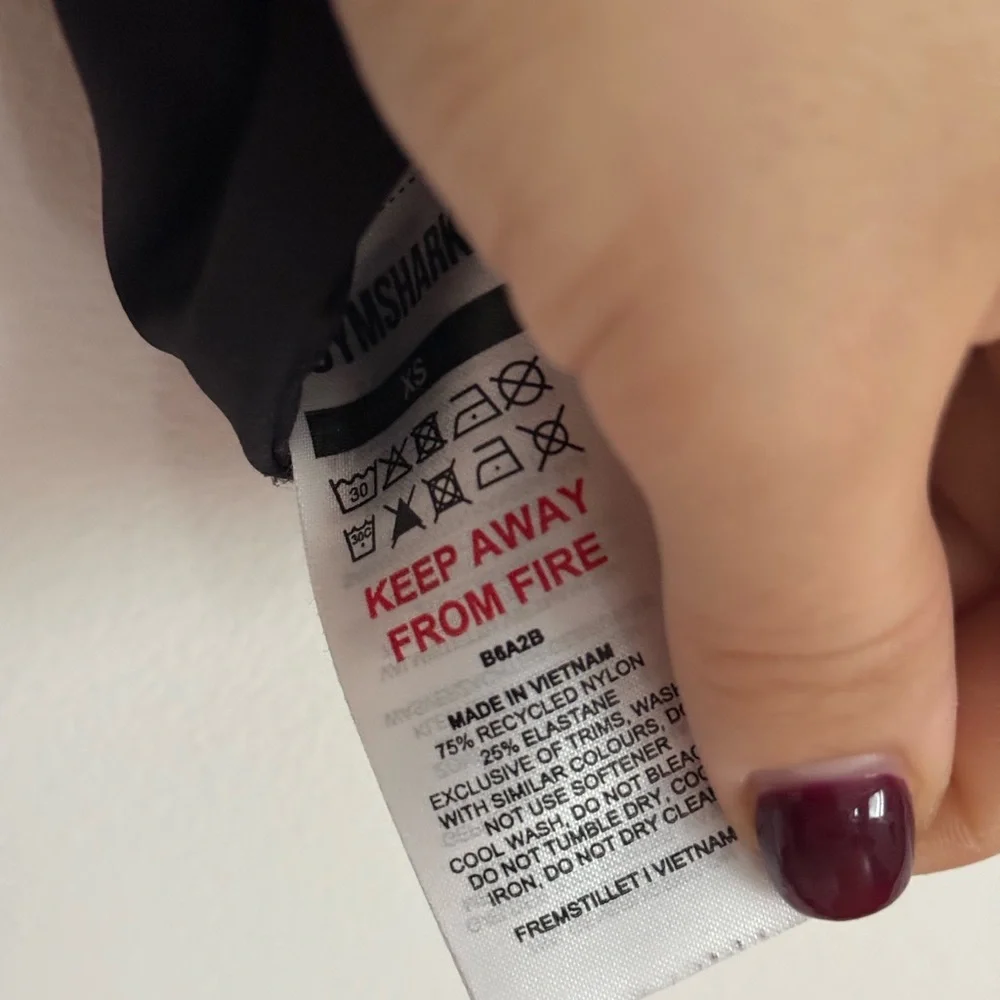 GYMSHARK
XS
30
30C
KEEP AWAY
FROM FIRE
B6A2B
MADE IN VIETNAM
75% RECYCLED NYLON
25% ELASTANE
EXCLUSIVE OF TRIMS, WASH
WITH SIMILAR COLOURS, DO
NOT USE SOFTENER
COOL WASH, DO NOT BLEAC
DO NOT TUMBLE DRY, COO
IRON, DO NOT DRY CLEAN
FREMSTILLET I VIETNAM